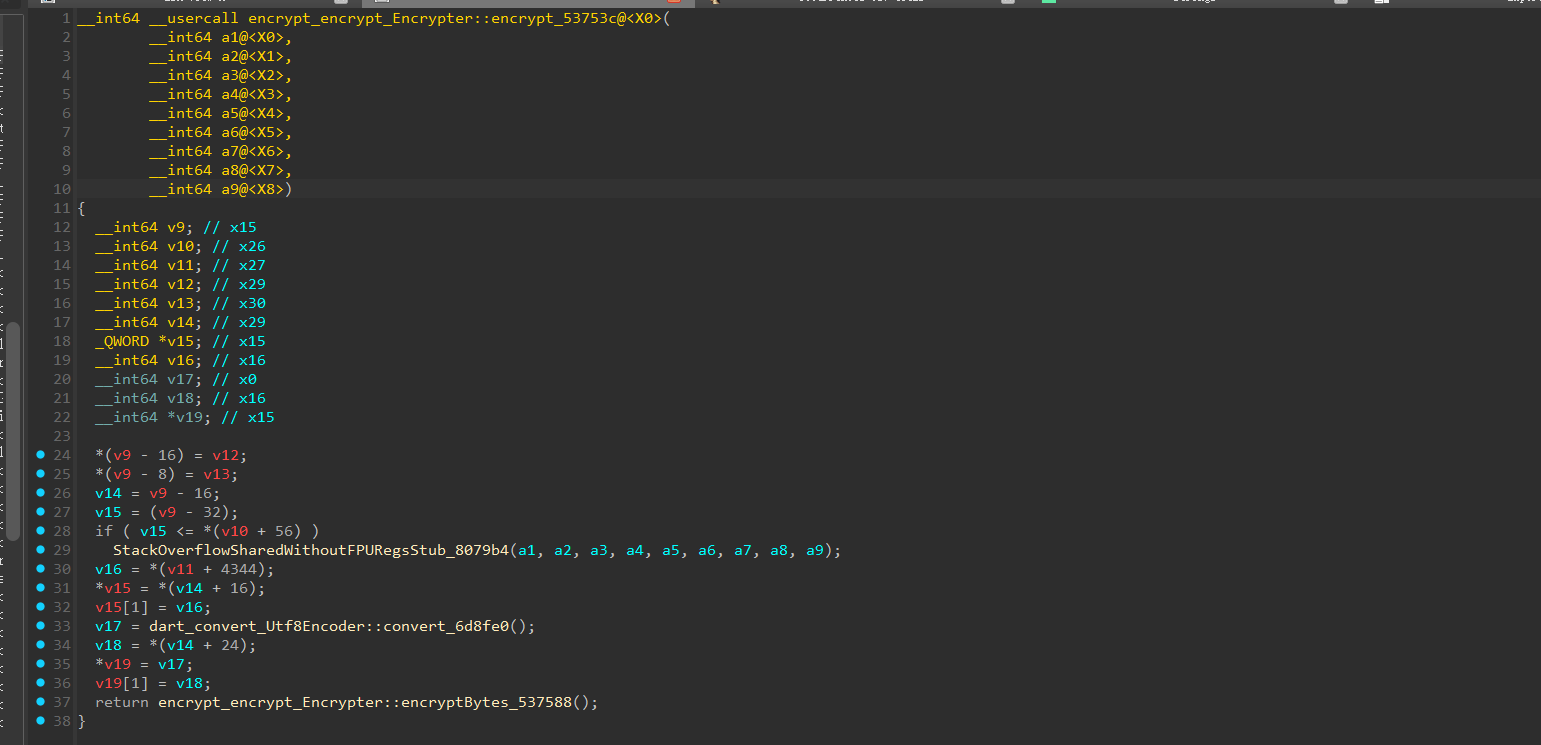 1 __int64 __usercall encrypt_encrypt_Encrypter::encrypt_53753c@<X0>(
2         __int64 a1@<X0>,
3         __int64 a2@<X1>,
4         __int64 a3@<X2>,
5         __int64 a4@<X3>,
6         __int64 a5@<X4>,
7         __int64 a6@<X5>,
8         __int64 a7@<X6>,
9         __int64 a8@<X7>,
10         __int64 a9@<X8>)
11 {
12   __int64 v9; // x15
13   __int64 v10; // x26
14   __int64 v11; // x27
15   __int64 v12; // x29
16   __int64 v13; // x30
17   __int64 v14; // x29
18   _QWORD *v15; // x15
19   __int64 v16; // x16
20   __int64 v17; // x0
21   __int64 v18; // x16
22   __int64 *v19; // x15
23
24   *(v9 - 16) = v12;
25   *(v9 - 8) = v13;
26   v14 = v9 - 16;
27   v15 = (v9 - 32);
28   if ( v15 <= *(v10 + 56) )
29     StackOverflowSharedWithoutFPURegsStub_8079b4(a1, a2, a3, a4, a5, a6, a7, a8, a9);
30   v16 = *(v11 + 4344);
31   *v15 = *(v14 + 16);
32   v15[1] = v16;
33   v17 = dart_convert_Utf8Encoder::convert_6d8fe0();
34   v18 = *(v14 + 24);
35   *v19 = v17;
36   v19[1] = v18;
37   return encrypt_encrypt_Encrypter::encryptBytes_537588();
38 }